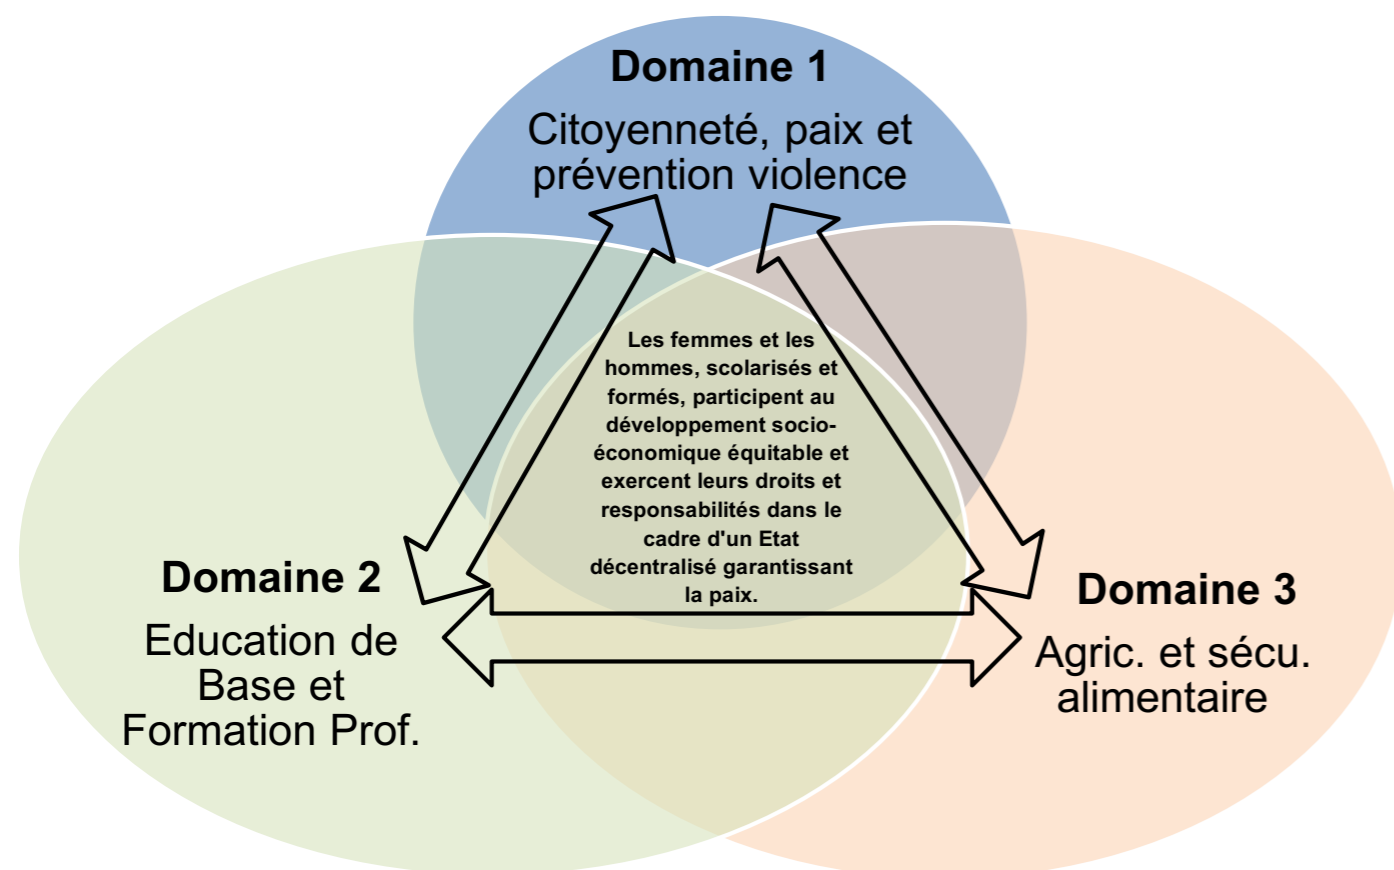 Domaine 1
Citoyenneté, paix et
prévention violence
Les femmes et les
hommes, scolarisés et
formés, participent au
développement socio-
économique équitable et
exercent leurs droits et
responsabilités dans le
cadre d'un Etat
décentralisé garantissant
la paix.
Domaine 2
Education de
Base et
Formation Prof.
Domaine 3
Agric. et sécu.
alimentaire